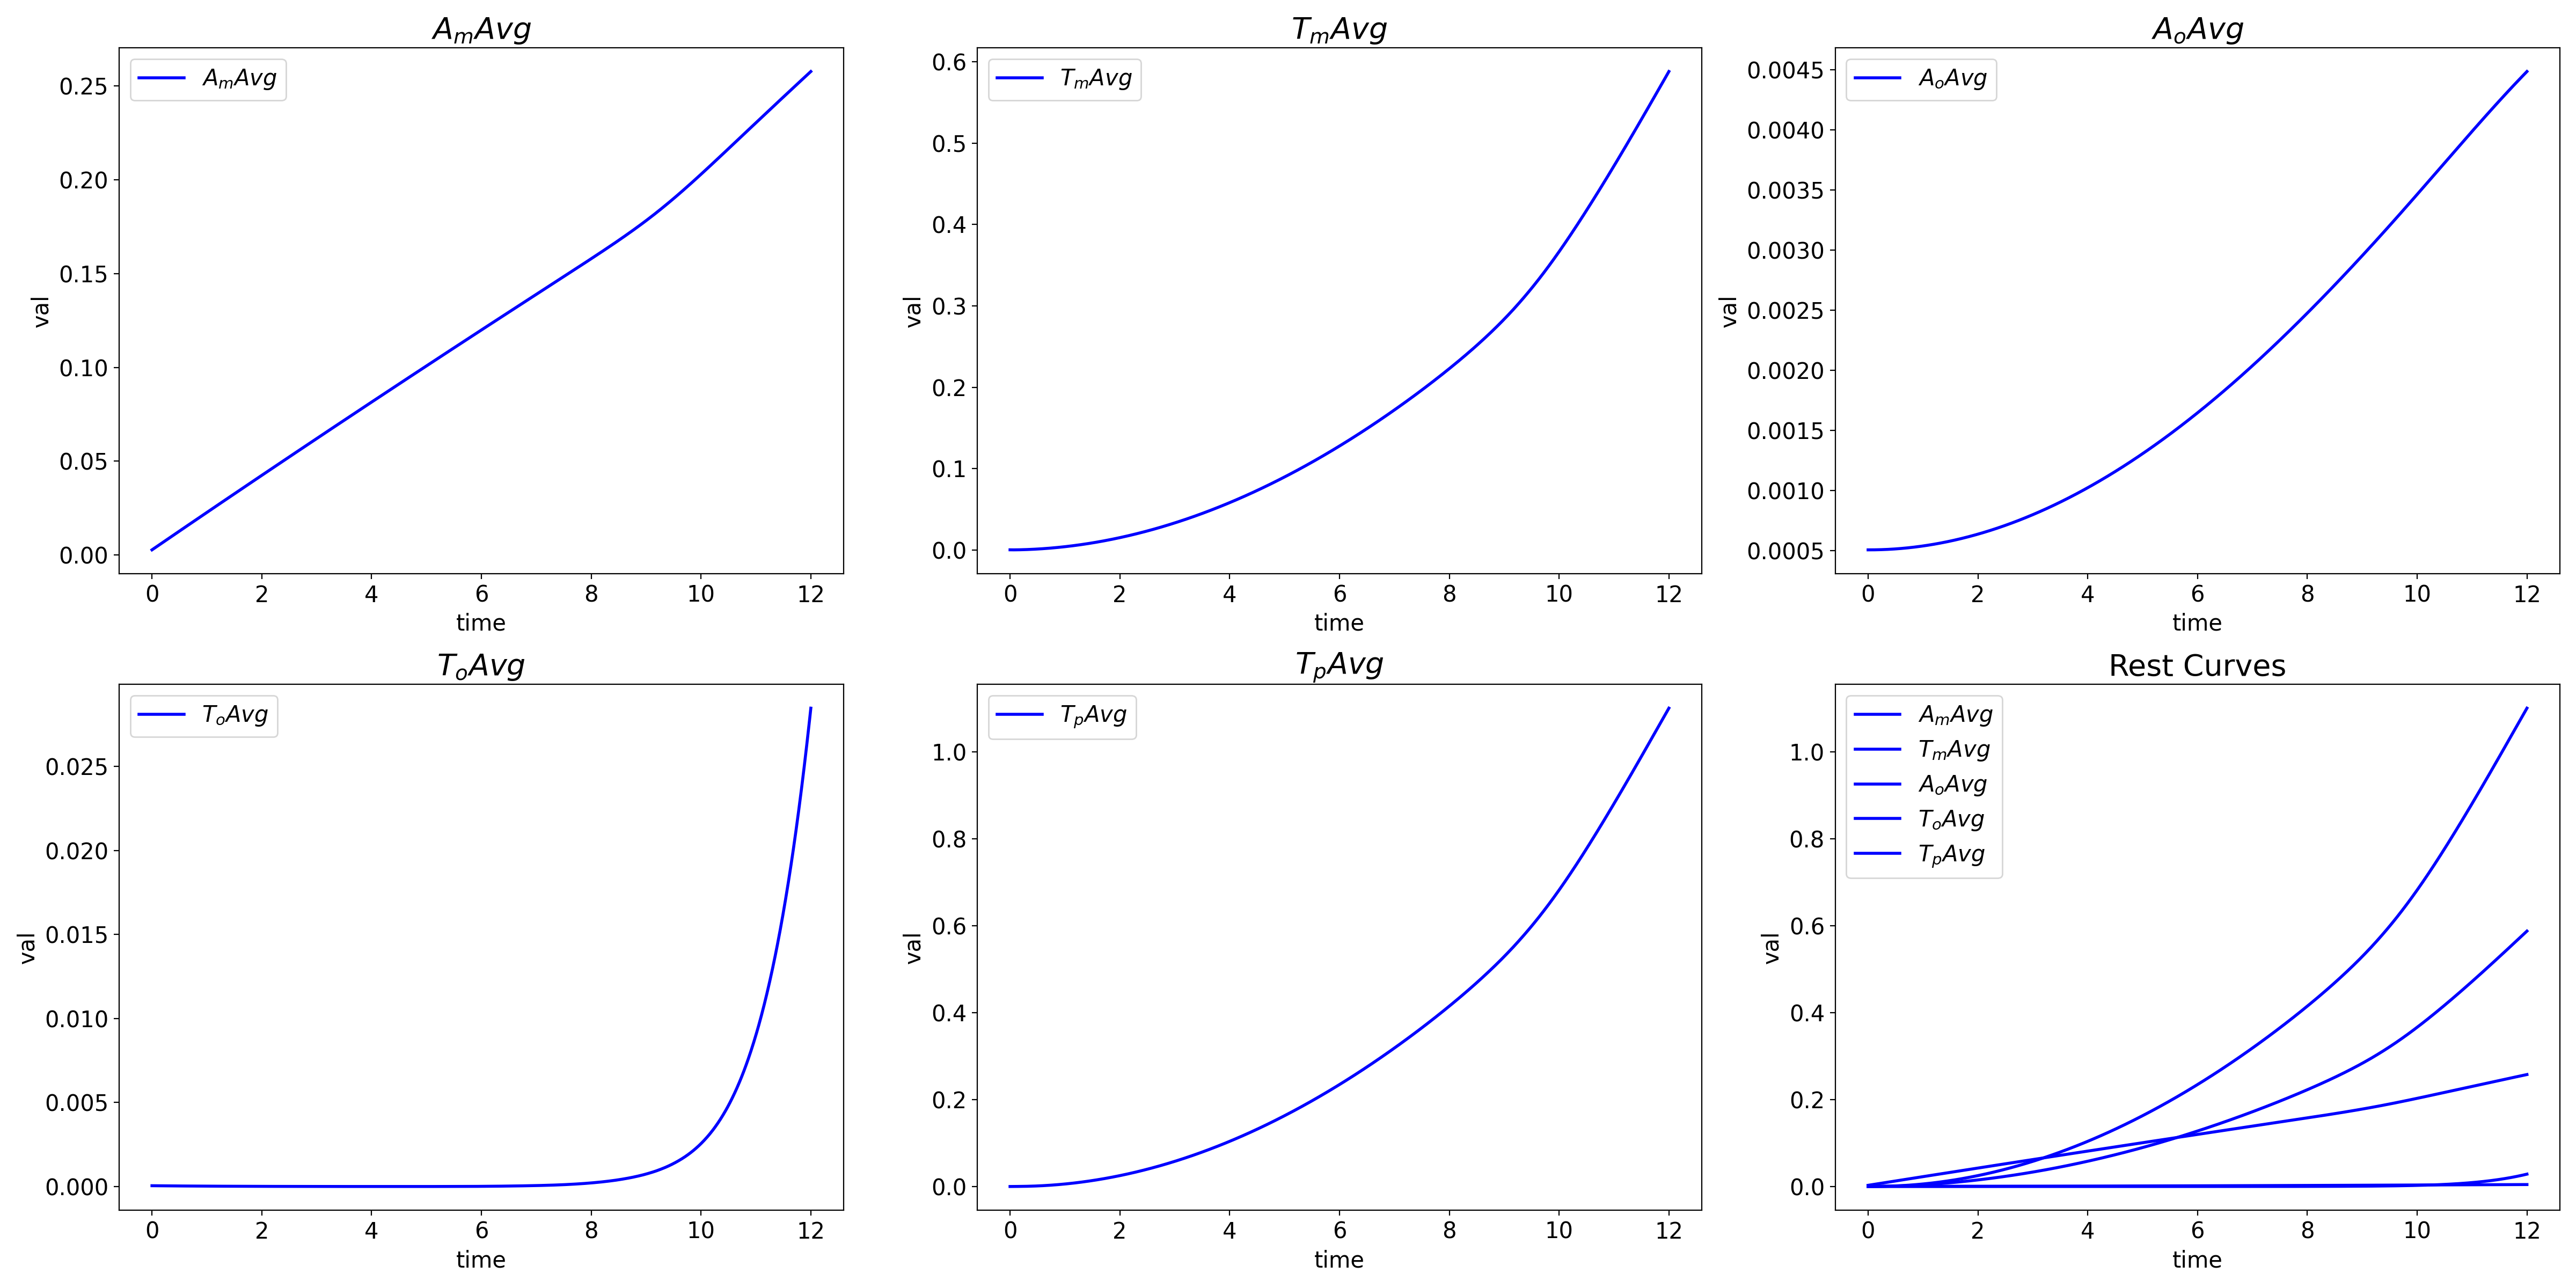 A_mAvg
A_mAvg
0.25
0.20
0.15
0.10
0.05
0.00
val
0 2 4 6 8 10 12
time
T_mAvg
T_mAvg
0.6
0.5
0.4
0.3
0.2
0.1
0.0
val
0 2 4 6 8 10 12
time
A_oAvg
A_oAvg
0.0045
0.0040
0.0035
0.0030
0.0025
0.0020
0.0015
0.0010
0.0005
val
0 2 4 6 8 10 12
time
T_oAvg
T_oAvg
0.025
0.020
0.015
0.010
0.005
0.000
val
0 2 4 6 8 10 12
time
T_pAvg
T_pAvg
1.0
0.8
0.6
0.4
0.2
0.0
val
0 2 4 6 8 10 12
time
Rest Curves
A_mAvg
T_mAvg
A_oAvg
T_oAvg
T_pAvg
1.0
0.8
0.6
0.4
0.2
0.0
val
0 2 4 6 8 10 12
time